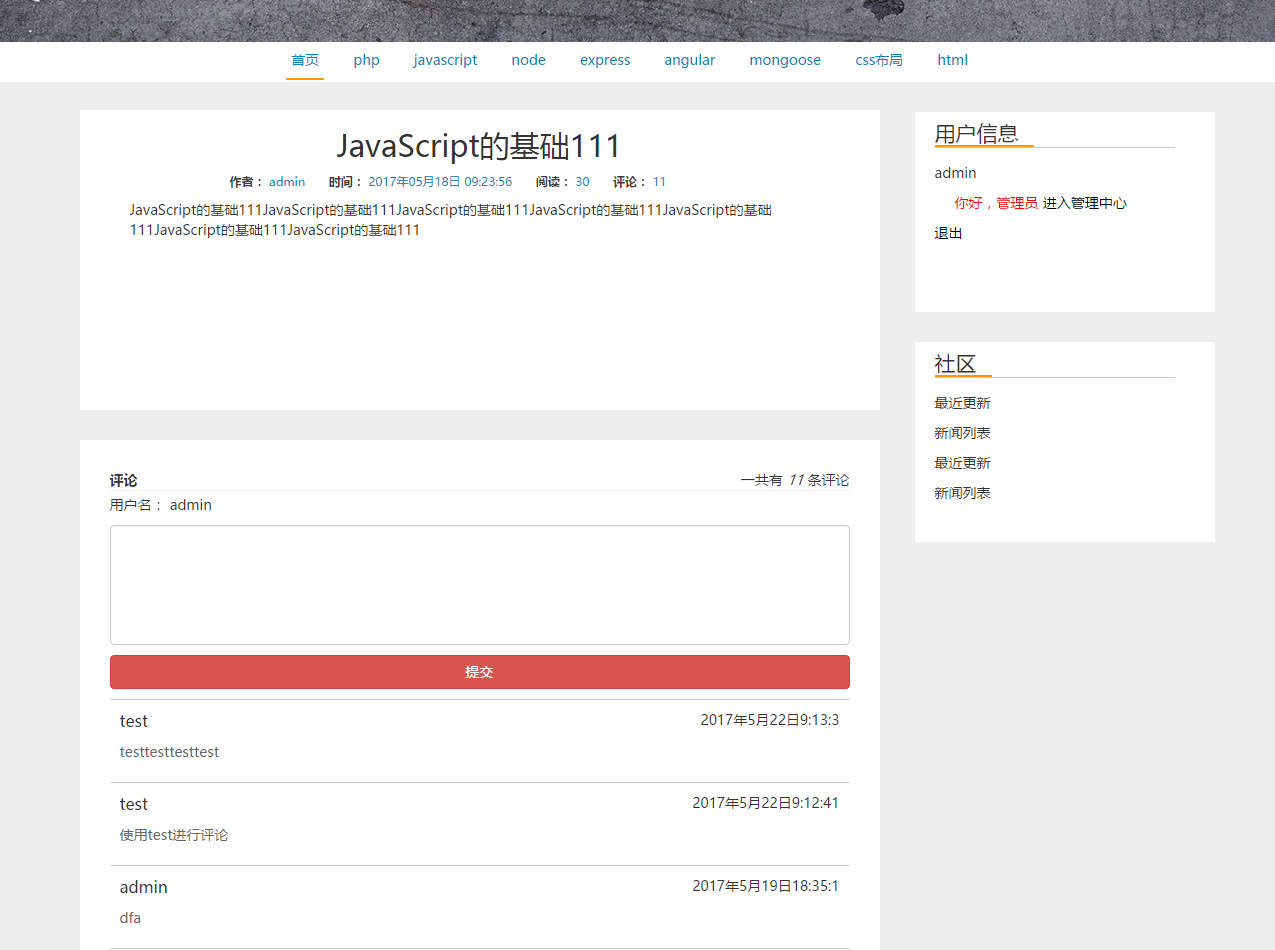 首页 php javascript node express angular mongoose css布局 html
JavaScript的基础111
作者： admin 时间： 2017年05月18日 09:23:56 阅读： 30 评论： 11
JavaScript的基础111JavaScript的基础111JavaScript的基础111JavaScript的基础111JavaScript的基础
111JavaScript的基础111JavaScript的基础111
评论 一共有 11 条评论
用户名： admin
提交
test 2017年5月22日9:13:3
testtesttesttest
test 2017年5月22日9:12:41
使用test进行评论
admin 2017年5月19日18:35:1
dfa
用户信息
admin
你好，管理员 进入管理中心
退出
社区
最近更新
新闻列表
最近更新
新闻列表